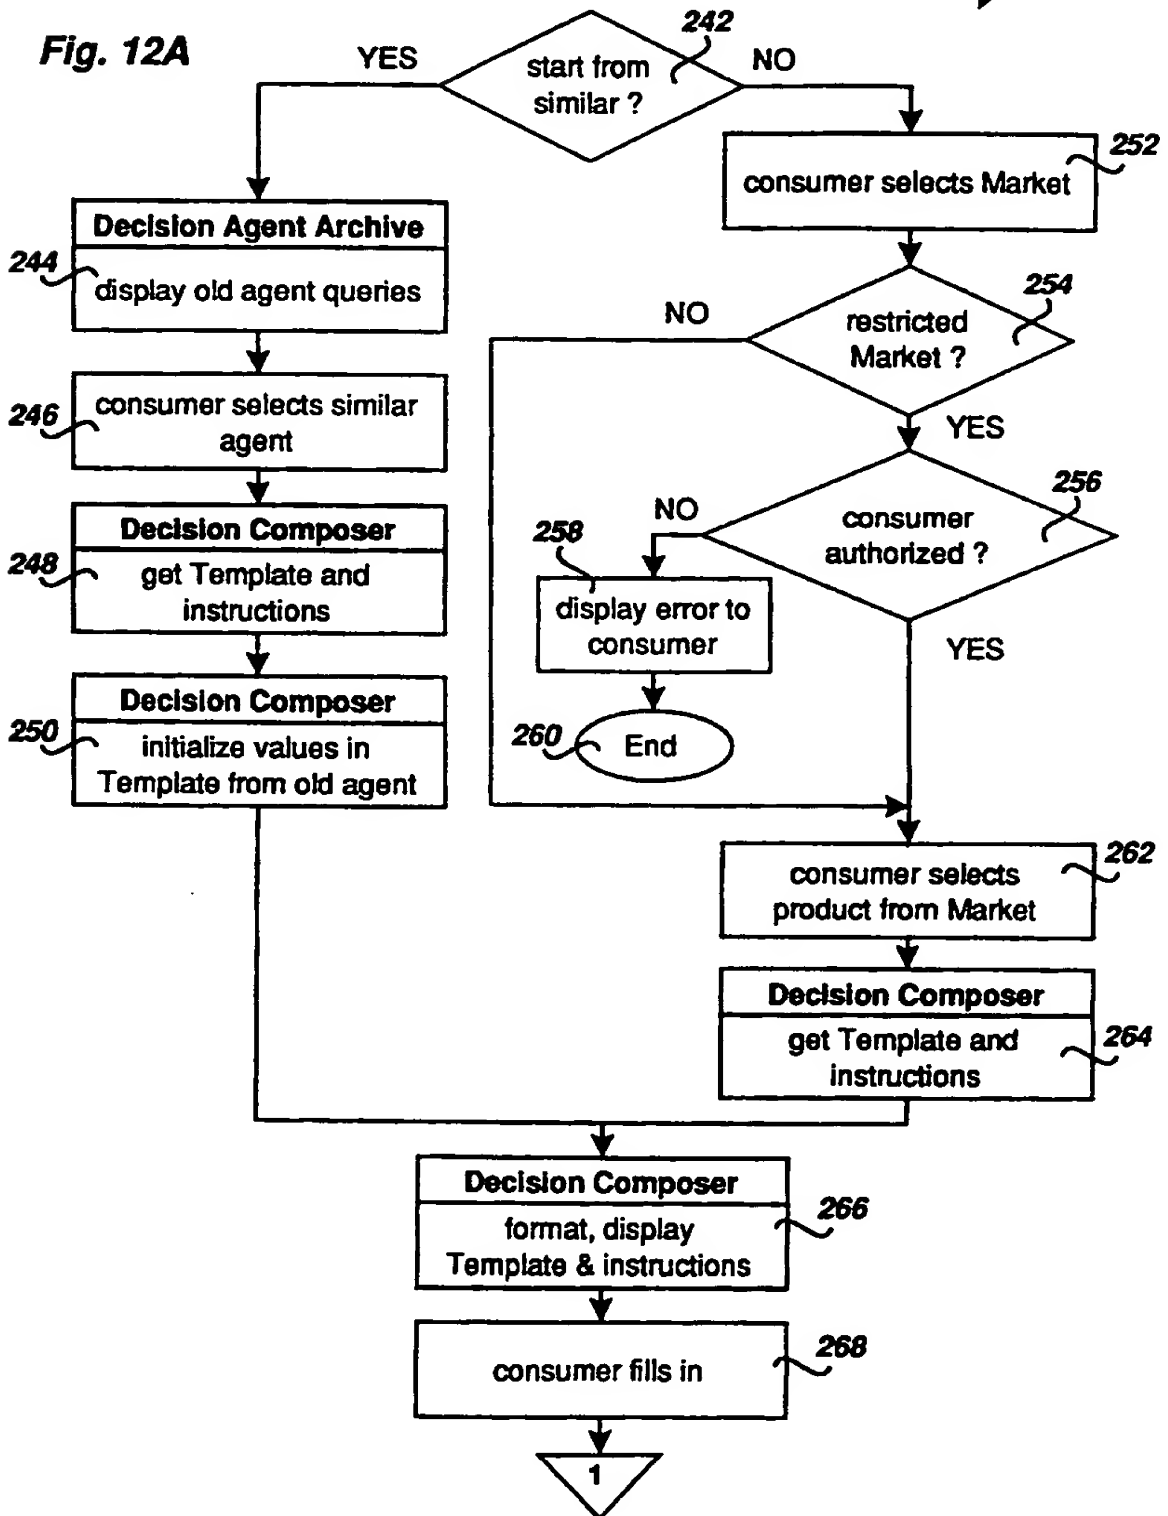 Fig. 12A
YES
start from
similar ?
242
NO
consumer selects Market
252
Decision Agent Archive
244
display old agent queries
restricted
Market ?
254
NO
YES
246
consumer selects similar
agent
consumer
authorized ?
256
NO
YES
258
display error to
consumer
260
End
Decision Composer
248
get Template and
instructions
Decision Composer
250
initialize values in
Template from old agent
consumer selects
product from Market
262
Decision Composer
get Template and
instructions
264
Decision Composer
format, display
Template & instructions
266
consumer fills in
268
1